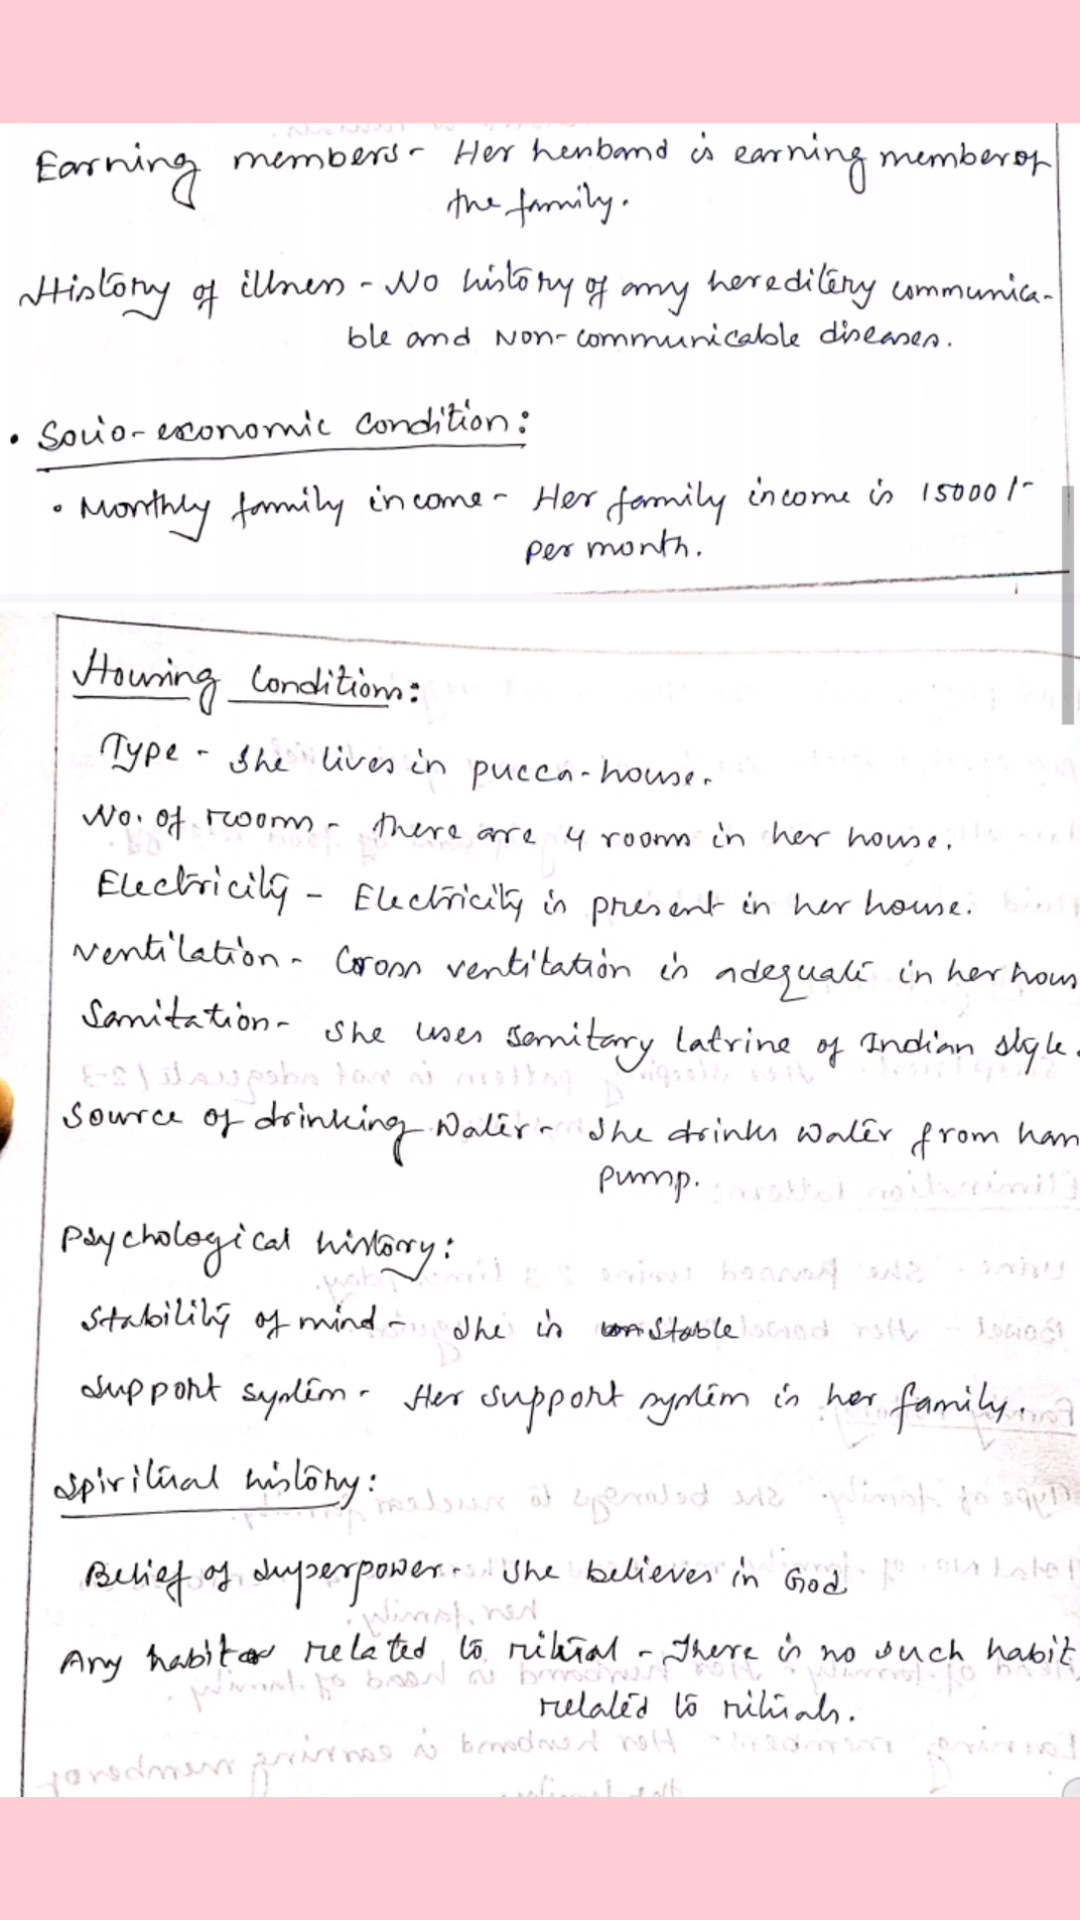 Earning members - Her henband is earning member of
the family.
History of illness - No history of any hereditary communica-
ble and Non-communicable diseases.
• Socio-economic Condition:
• Monthly family income - Her family income is 15000/-
per month.
Housing Conditions:
Type - She lives in pucca-house.
No. of rooms - there are 4 rooms in her house.
Electricity - Electricity is present in her house.
Ventilation - Cross ventilation is adequate in her hous
Sanitation - She uses sanitary latrine of Indian style.
Source of drinking Water - She drinks water from han
pump.
Psychological history:
Stability of mind - She is Stable
Support system - Her support system is her family.
Spiritual history:
Belief of superpower - She believes in God
Any habit related to ritual - There is no such habit
related to rituals.